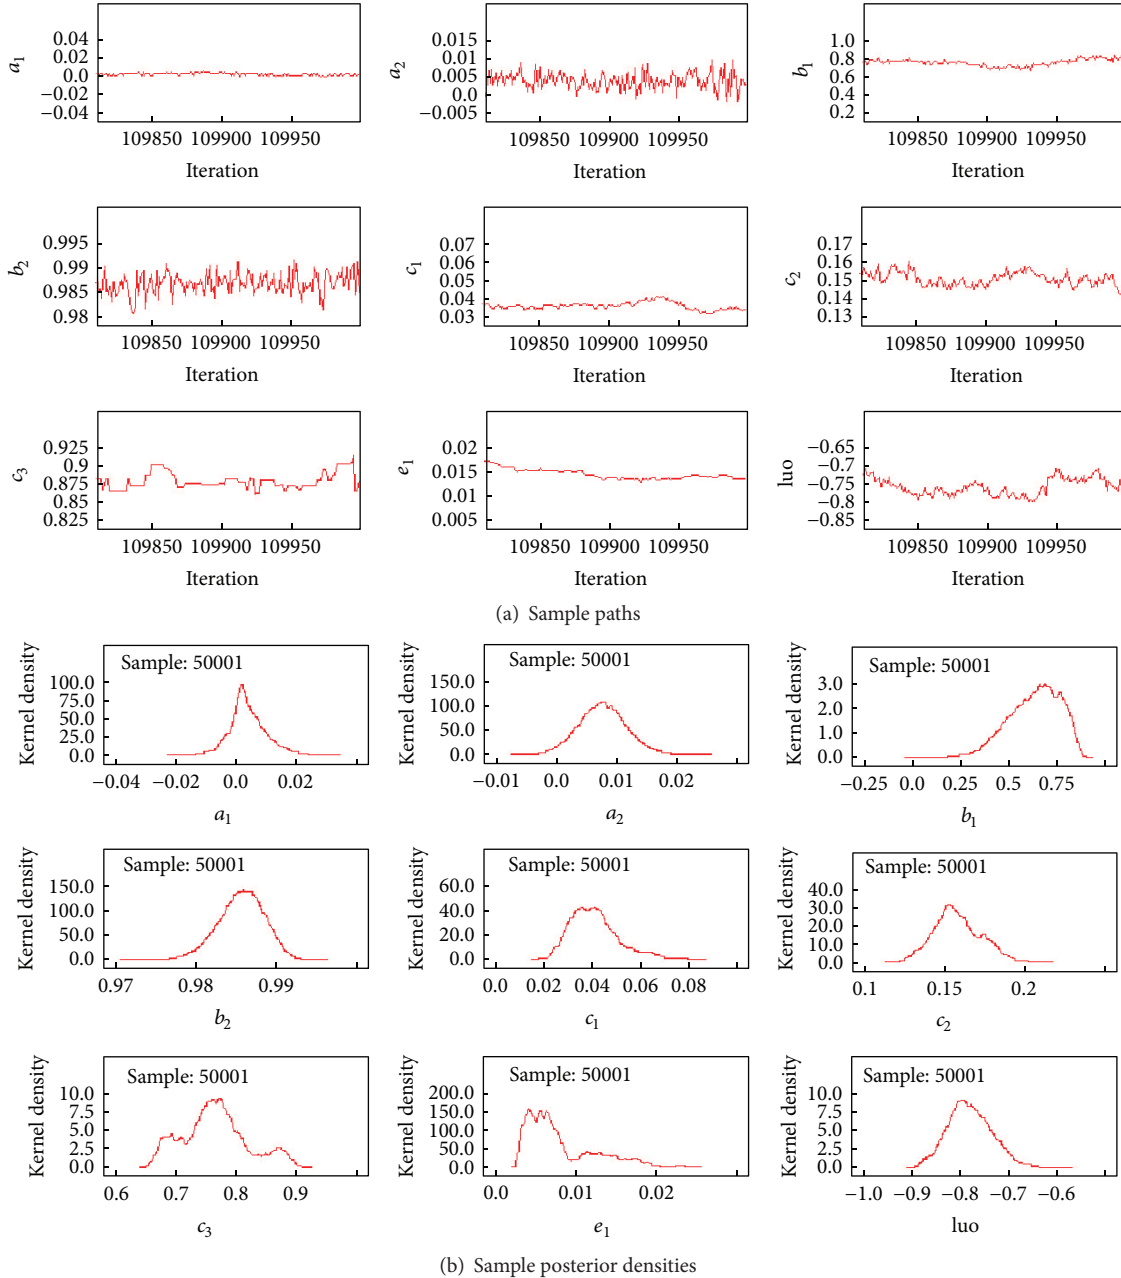 a1
0.04
0.02
0.0
−0.02
−0.04
109850 109900 109950
Iteration
a2
0.015
0.01
0.005
0.0
−0.005
109850 109900 109950
Iteration
b1
1.0
0.8
0.6
0.4
0.2
109850 109900 109950
Iteration
b2
0.995
0.99
0.985
0.98
109850 109900 109950
Iteration
c1
0.07
0.06
0.05
0.04
0.03
109850 109900 109950
Iteration
c2
0.17
0.16
0.15
0.14
0.13
109850 109900 109950
Iteration
c3
0.925
0.9
0.875
0.85
0.825
109850 109900 109950
Iteration
e1
0.02
0.015
0.01
0.005
109850 109900 109950
Iteration
luo
−0.65
−0.7
−0.75
−0.8
−0.85
109850 109900 109950
Iteration
(a) Sample paths
Kernel density
Sample: 50001
100.0
75.0
50.0
25.0
0.0
−0.04 −0.02 0.0 0.02
a1
Kernel density
Sample: 50001
150.0
100.0
50.0
0.0
−0.01 0.0 0.01 0.02
a2
Kernel density
Sample: 50001
3.0
2.0
1.0
0.0
−0.25 0.0 0.25 0.5 0.75
b1
Kernel density
Sample: 50001
150.0
100.0
50.0
0.0
0.97 0.98 0.99
b2
Kernel density
Sample: 50001
60.0
40.0
20.0
0.0
0.0 0.02 0.04 0.06 0.08
c1
Kernel density
Sample: 50001
40.0
30.0
20.0
10.0
0.0
0.1 0.15 0.2
c2
Kernel density
Sample: 50001
10.0
7.5
5.0
2.5
0.0
0.6 0.7 0.8 0.9
c3
Kernel density
Sample: 50001
200.0
150.0
100.0
50.0
0.0
0.0 0.01 0.02
e1
Kernel density
Sample: 50001
10.0
7.5
5.0
2.5
0.0
−1.0 −0.9 −0.8 −0.7 −0.6
luo
(b) Sample posterior densities